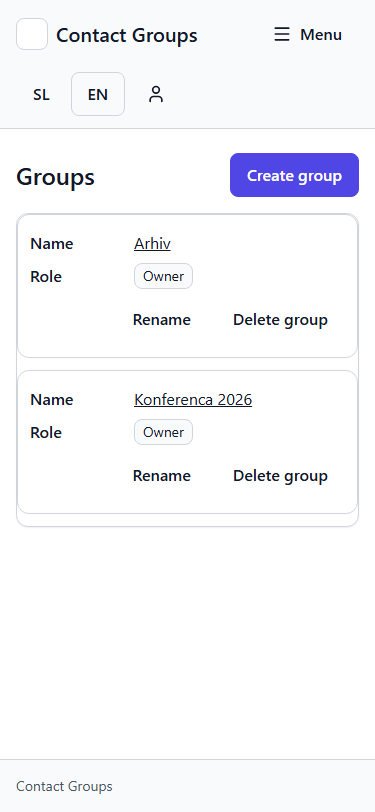 Contact Groups
Menu
SL
EN
Groups
Create group
Name Arhiv
Role Owner
Rename Delete group
Name Konferenca 2026
Role Owner
Rename Delete group
Contact Groups